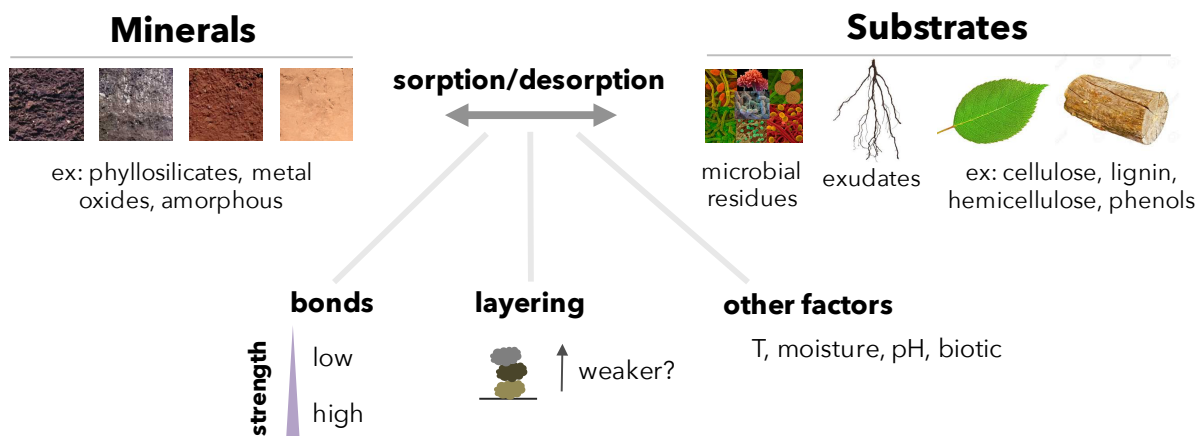 Minerals
Substrates
sorption/desorption
ex: phyllosilicates, metal
oxides, amorphous
microbial
residues
exudates
ex: cellulose, lignin,
hemicellulose, phenols
bonds
strength
low
high
layering
weaker?
other factors
T, moisture, pH, biotic